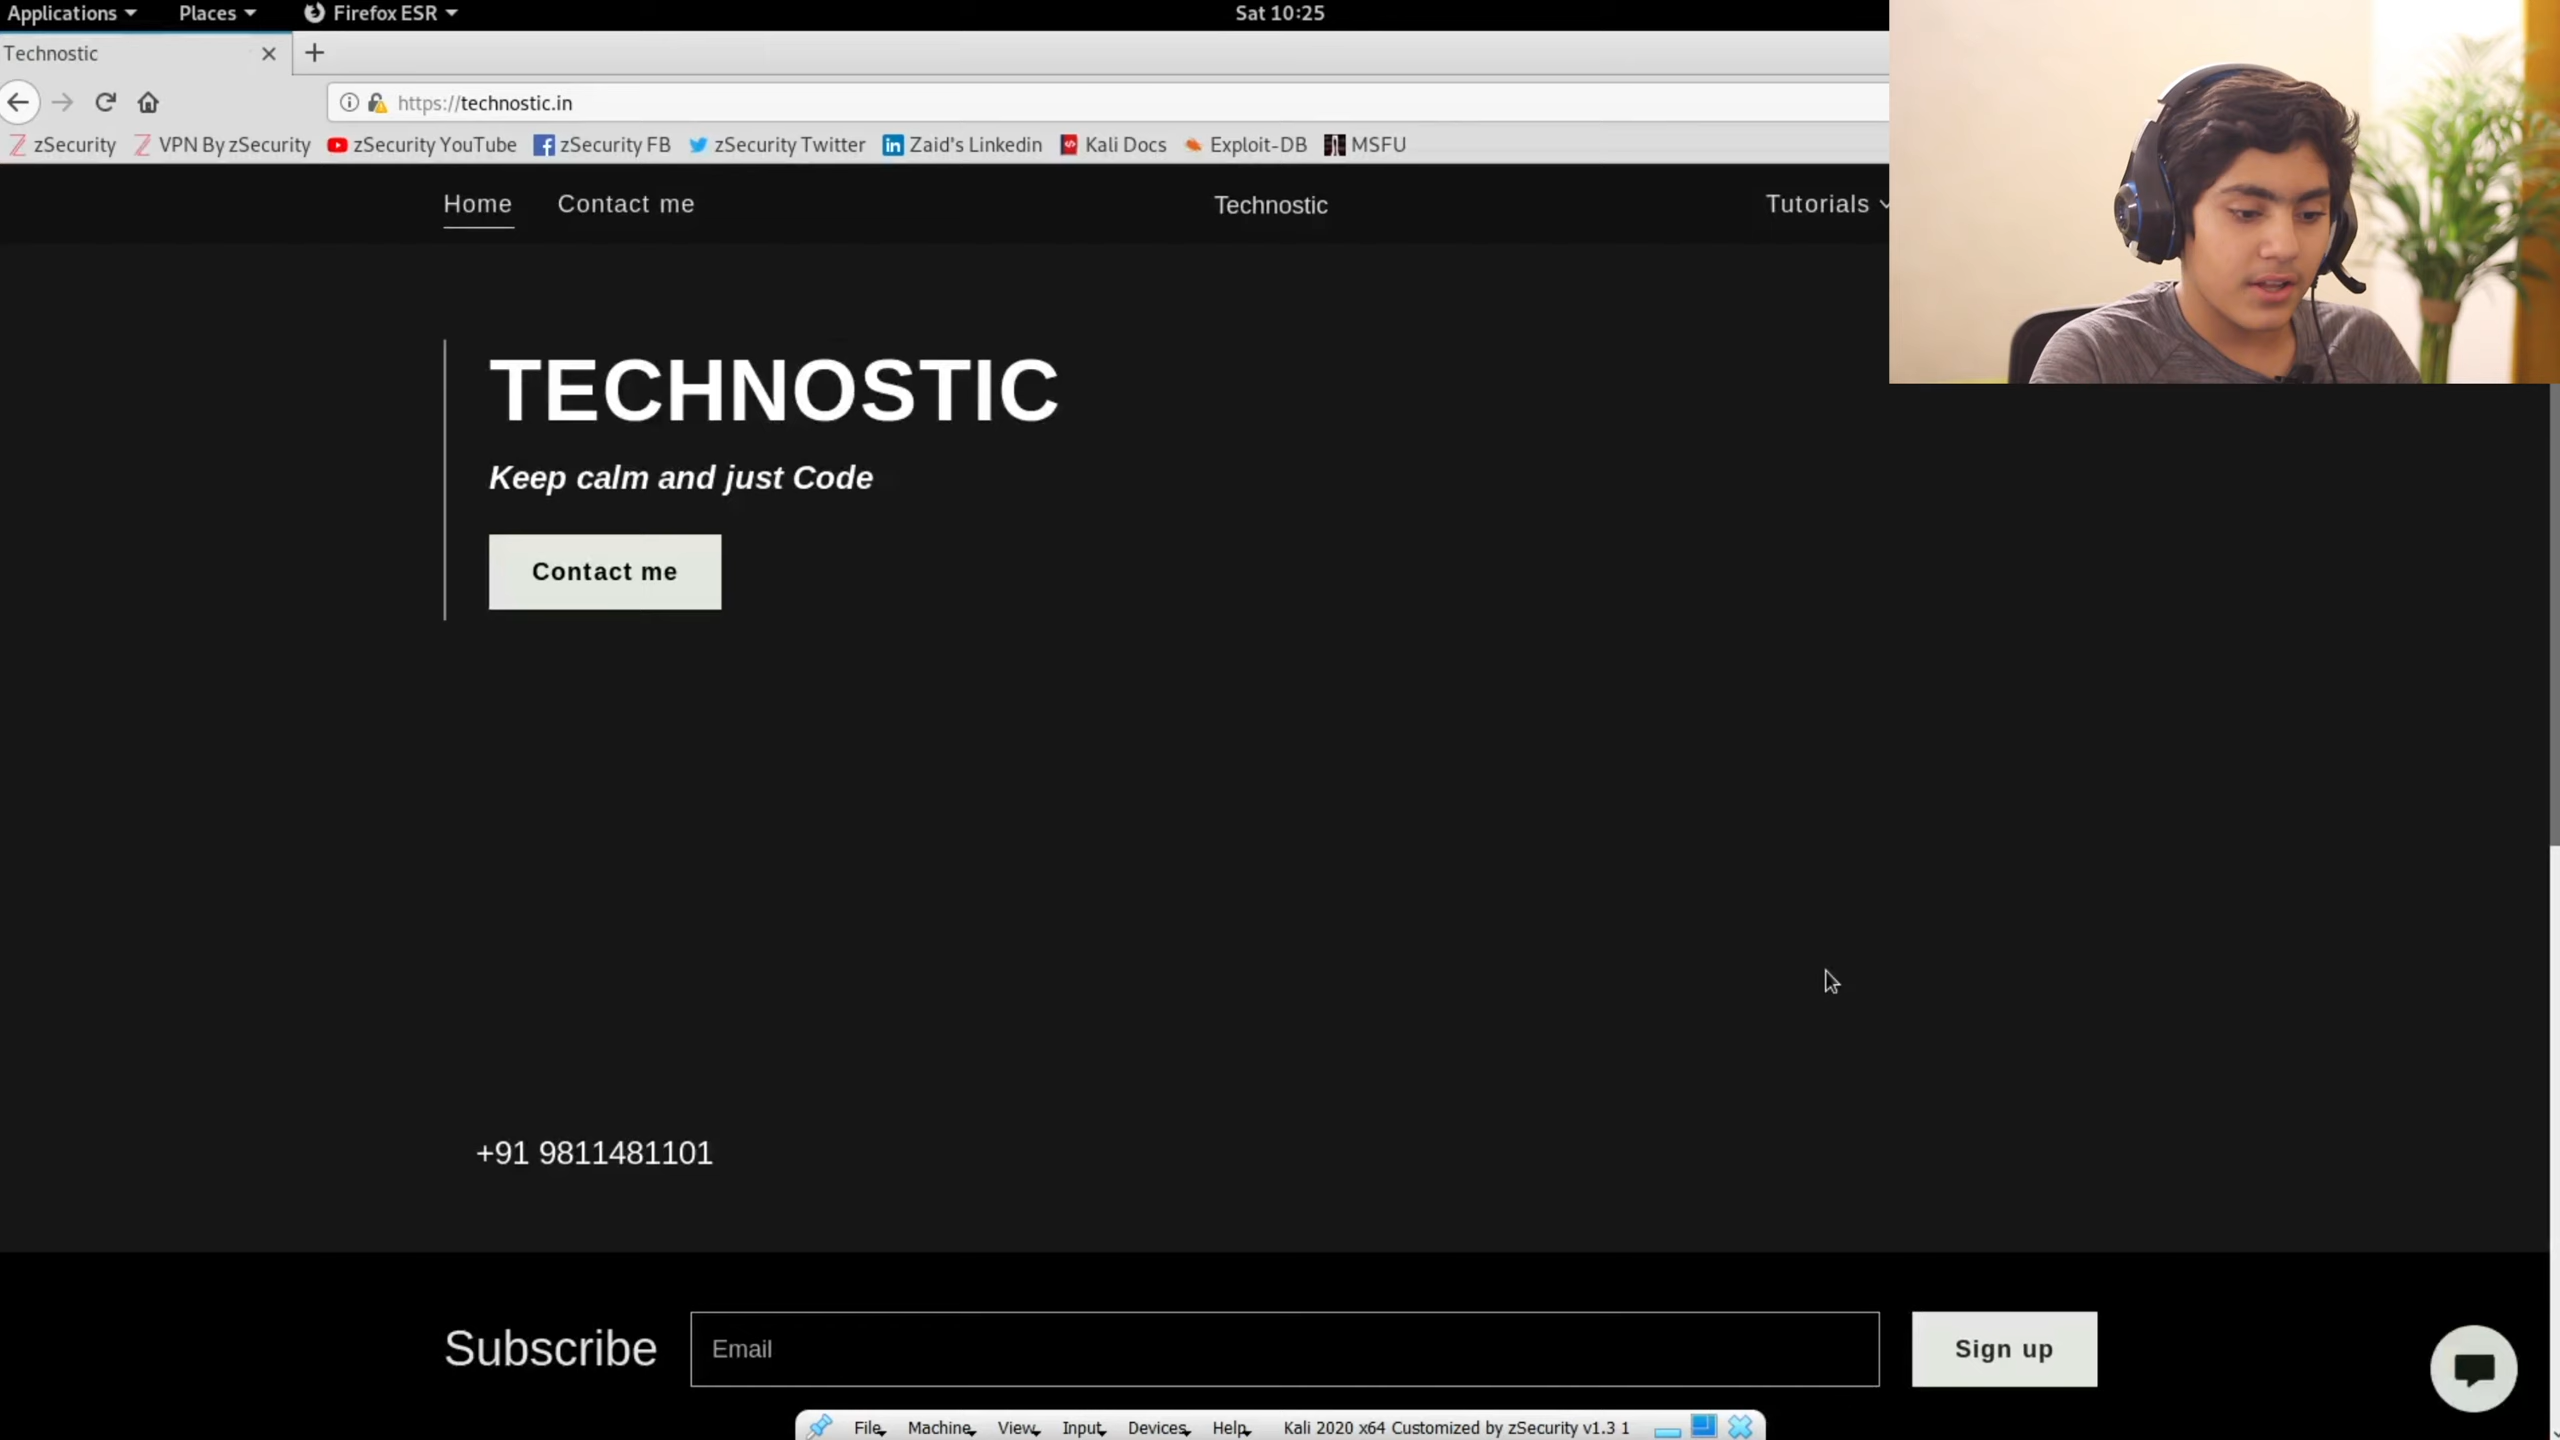 Applications Places Firefox ESR Sat 10:25
Technostic
https://technostic.in
zSecurity VPN By zSecurity zSecurity YouTube zSecurity FB zSecurity Twitter Zaid's Linkedin Kali Docs Exploit-DB MSFU
Home Contact me Technostic Tutorials
TECHNOSTIC
Keep calm and just Code
Contact me
+91 9811481101
Subscribe Email Sign up
File Machine View Input Devices Help Kali 2020 x64 Customized by zSecurity v1.3 1